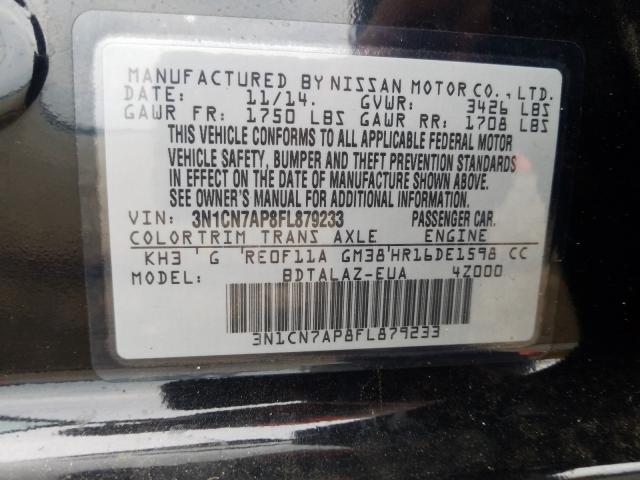 MANUFACTURED BY NISSAN MOTOR CO., LTD.
DATE: 11/14. GVWR: 3426 LBS
GAWR FR: 1750 LBS GAWR RR: 1708 LBS
THIS VEHICLE CONFORMS TO ALL APPLICABLE FEDERAL MOTOR
VEHICLE SAFETY, BUMPER AND THEFT PREVENTION STANDARDS
IN EFFECT ON THE DATE OF MANUFACTURE SHOWN ABOVE.
SEE OWNER'S MANUAL FOR ADDITIONAL INFORMATION.
VIN: 3N1CN7AP8FL879233 PASSENGER CAR.
COLOR TRIM TRANS AXLE ENGINE
KH3 G RE0F11A GM38 HR16DE1598 CC
MODEL: BDTALAZ-EUA 4Z000
3N1CN7AP8FL879233